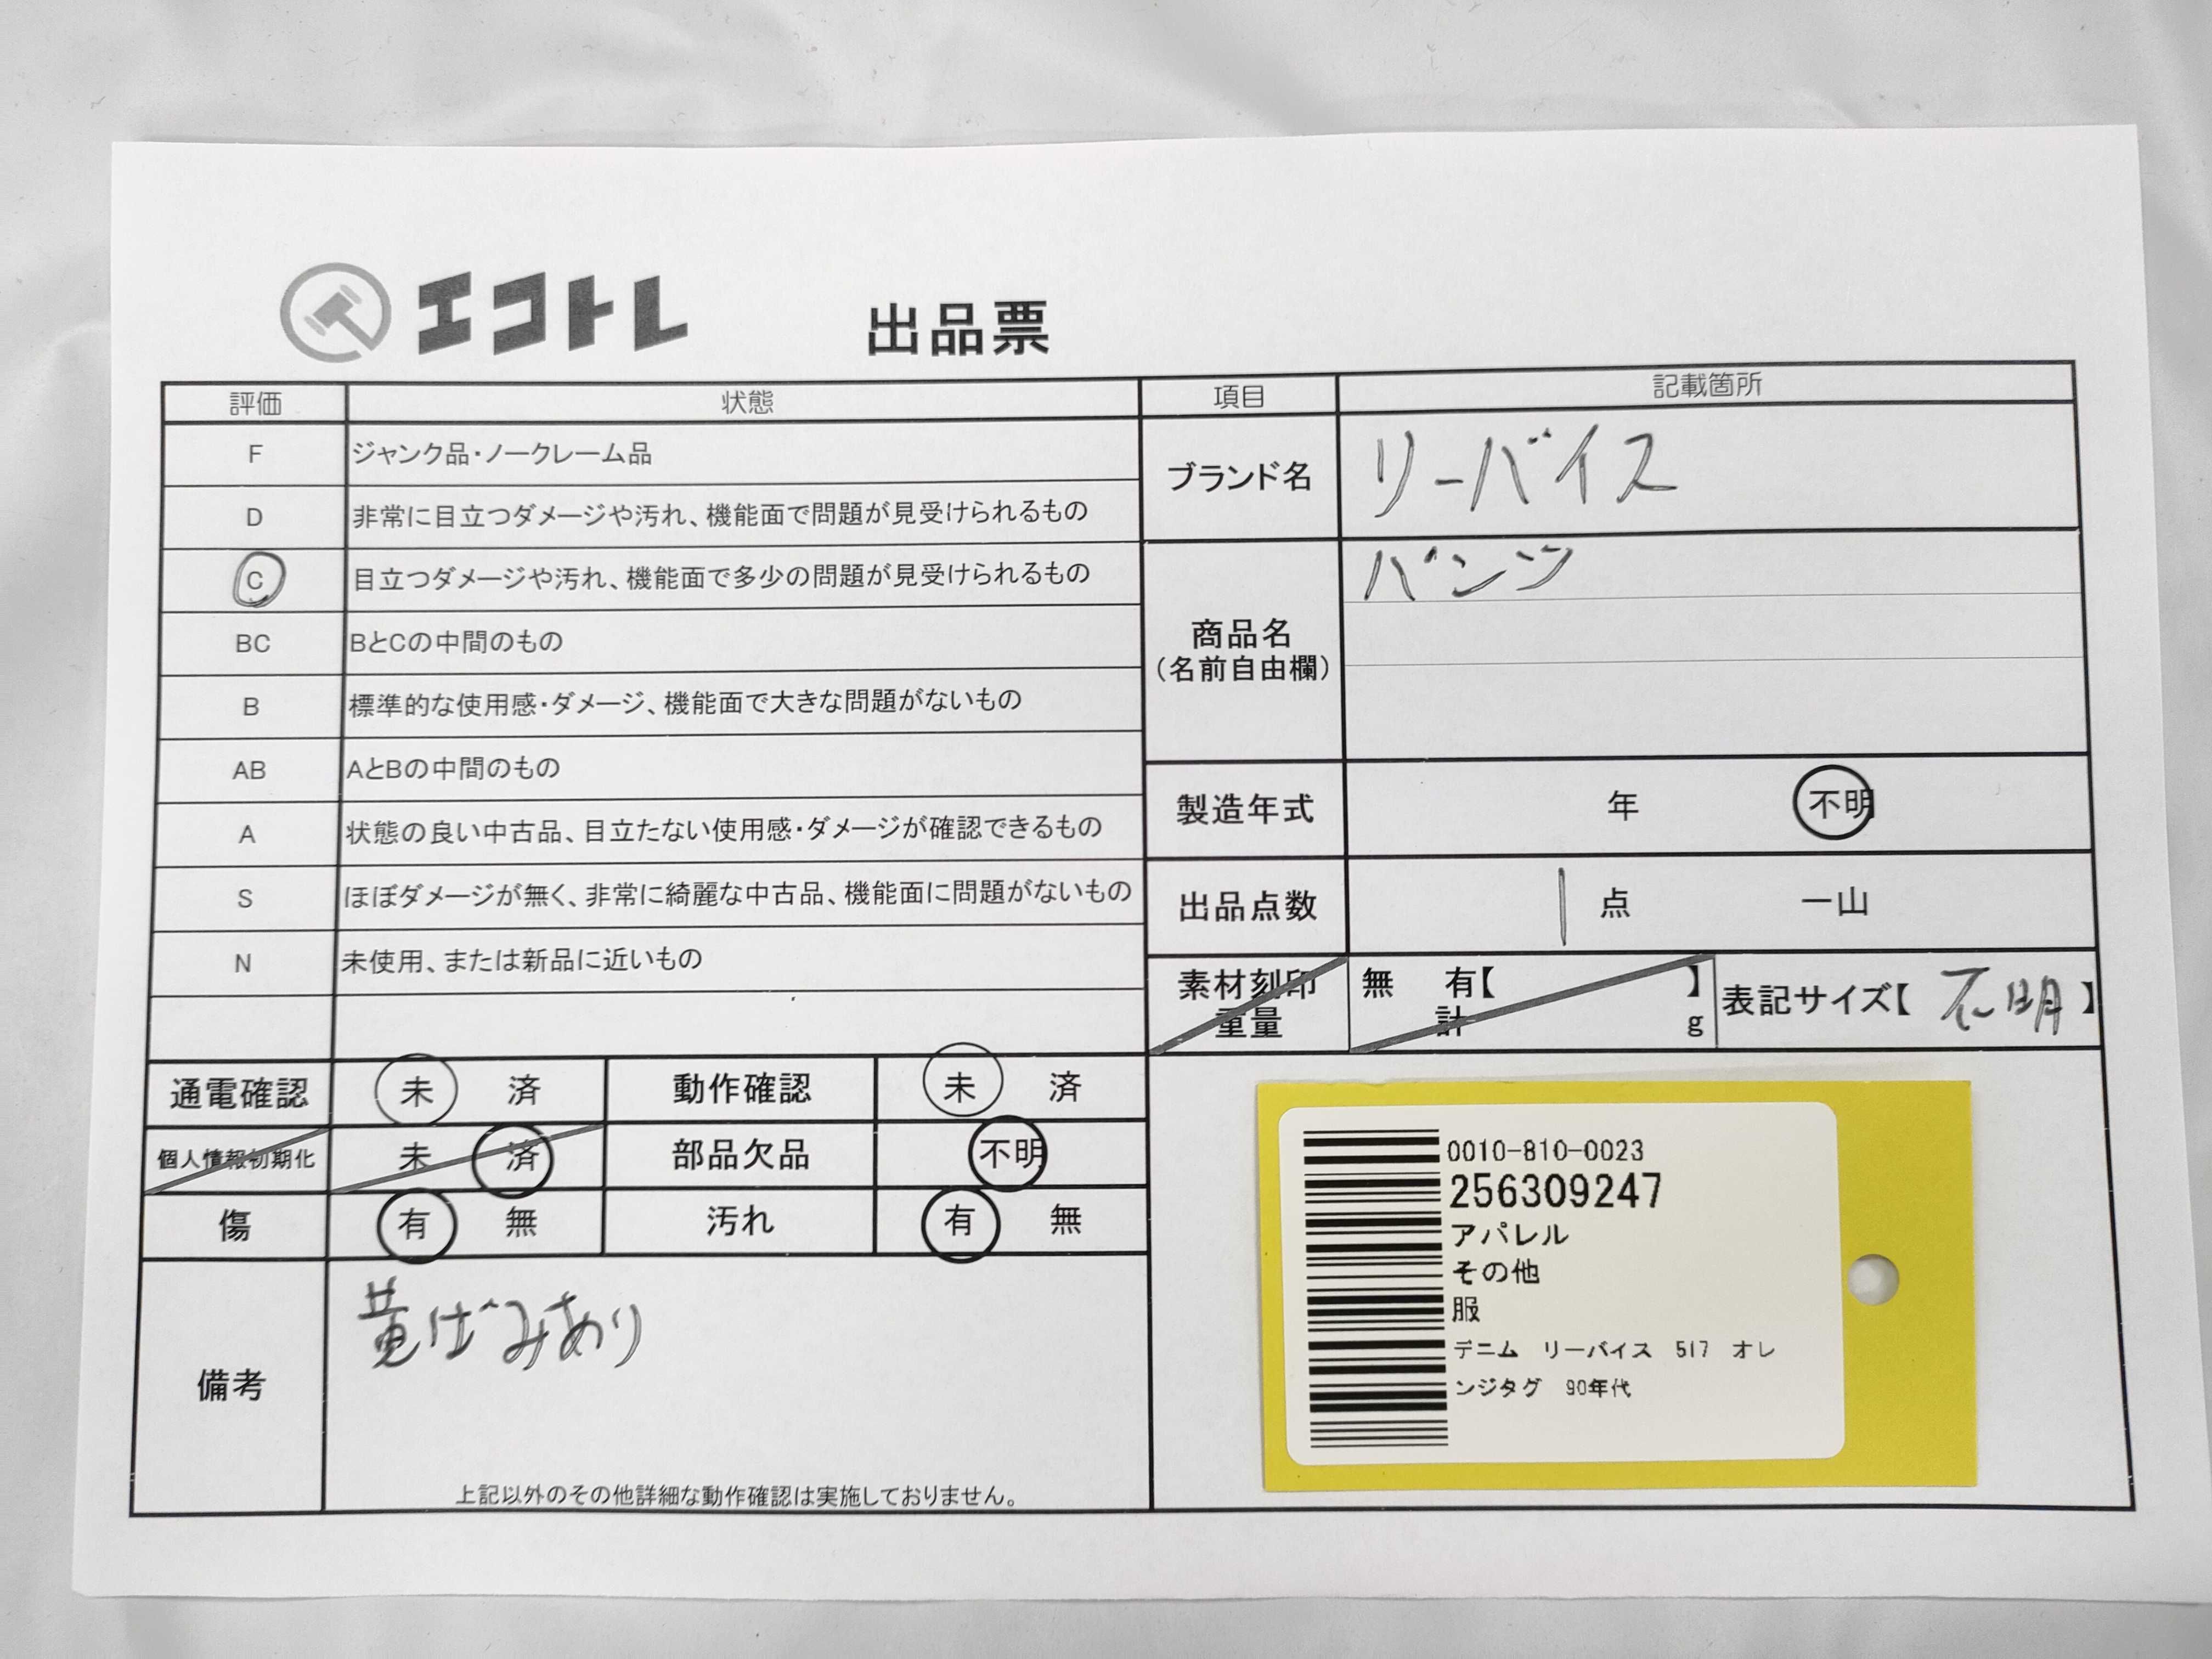 エコトレ 出品票
評価 状態
F ジャンク品・ノークレーム品
D 非常に目立つダメージや汚れ、機能面で問題が見受けられるもの
C 目立つダメージや汚れ、機能面で多少の問題が見受けられるもの
BC BとCの中間のもの
B 標準的な使用感・ダメージ、機能面で大きな問題がないもの
AB AとBの中間のもの
A 状態の良い中古品、目立たない使用感・ダメージが確認できるもの
S ほぼダメージが無く、非常に綺麗な中古品、機能面に問題がないもの
N 未使用、または新品に近いもの
通電確認 未 済 動作確認 未 済
個人情報初期化 未 済 部品欠品 不明
傷 有 無 汚れ 有 無
備考 黄ばみあり
上記以外のその他詳細な動作確認は実施しておりません。
項目 記載箇所
ブランド名 リーバイス
商品名 パンツ
(名前自由欄)
製造年式 年 不明
出品点数 1 点 一山
素材刻印 無 有【 】
重量 計 g
表記サイズ【 不明 】
0010-810-0023
256309247
アパレル
その他
服
デニム リーバイス 517 オレ
ンジタグ 90年代